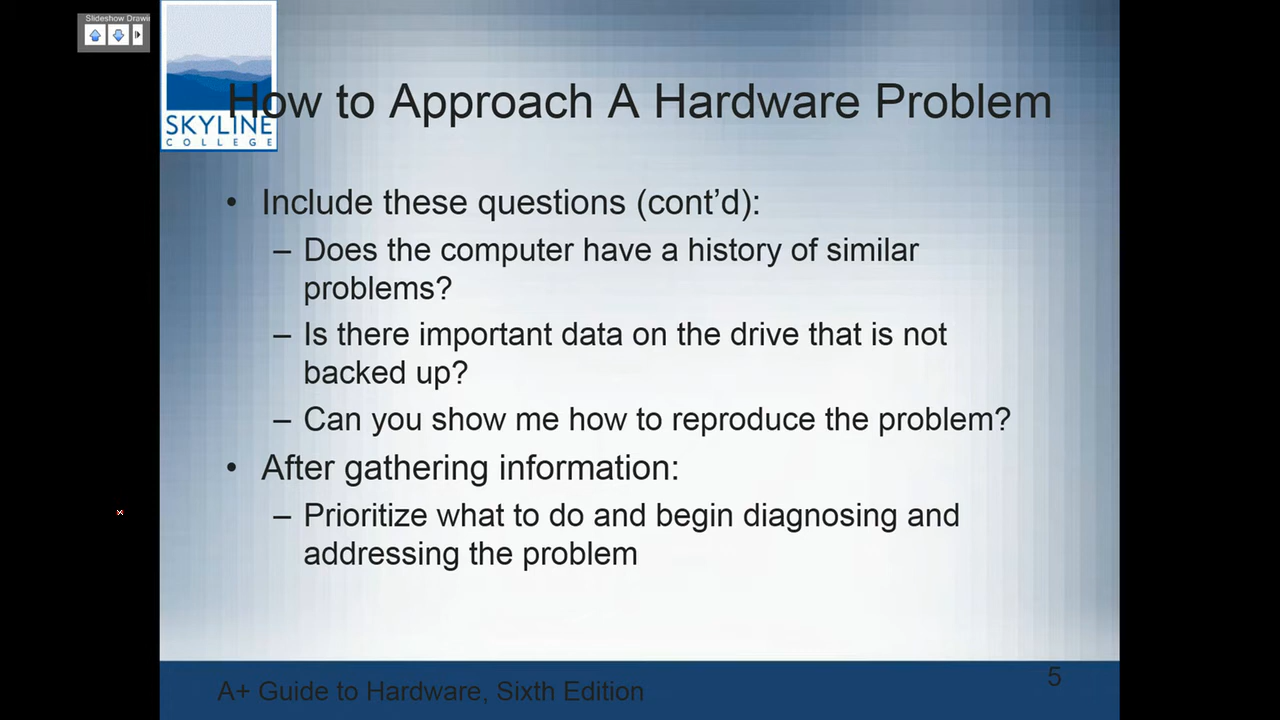 Slideshow Drawin
How to Approach A Hardware Problem
SKYLINE
COLLEGE
• Include these questions (cont’d):
– Does the computer have a history of similar
problems?
– Is there important data on the drive that is not
backed up?
– Can you show me how to reproduce the problem?
• After gathering information:
– Prioritize what to do and begin diagnosing and
addressing the problem
5
A+ Guide to Hardware, Sixth Edition